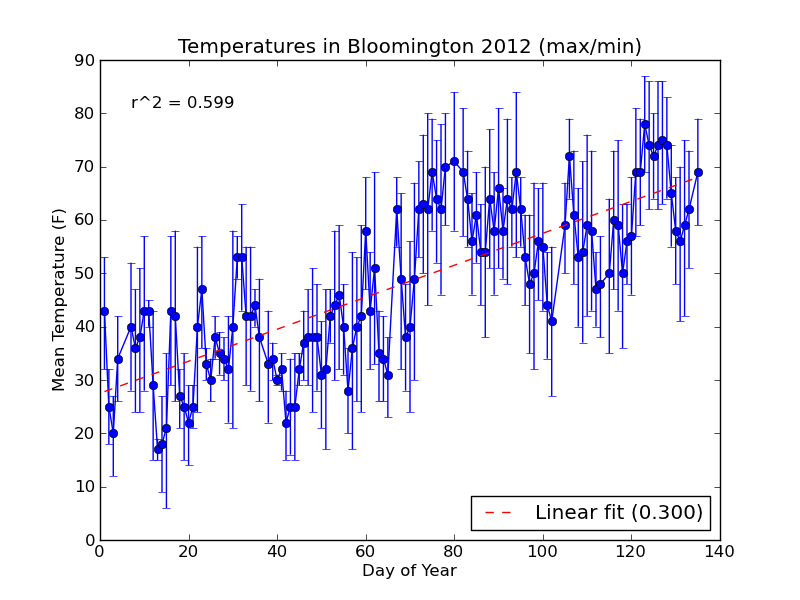 Temperatures in Bloomington 2012 (max/min)
r^2 = 0.599
Mean Temperature (F)
90
80
70
60
50
40
30
20
10
0
Linear fit (0.300)
0 20 40 60 80 100 120 140
Day of Year